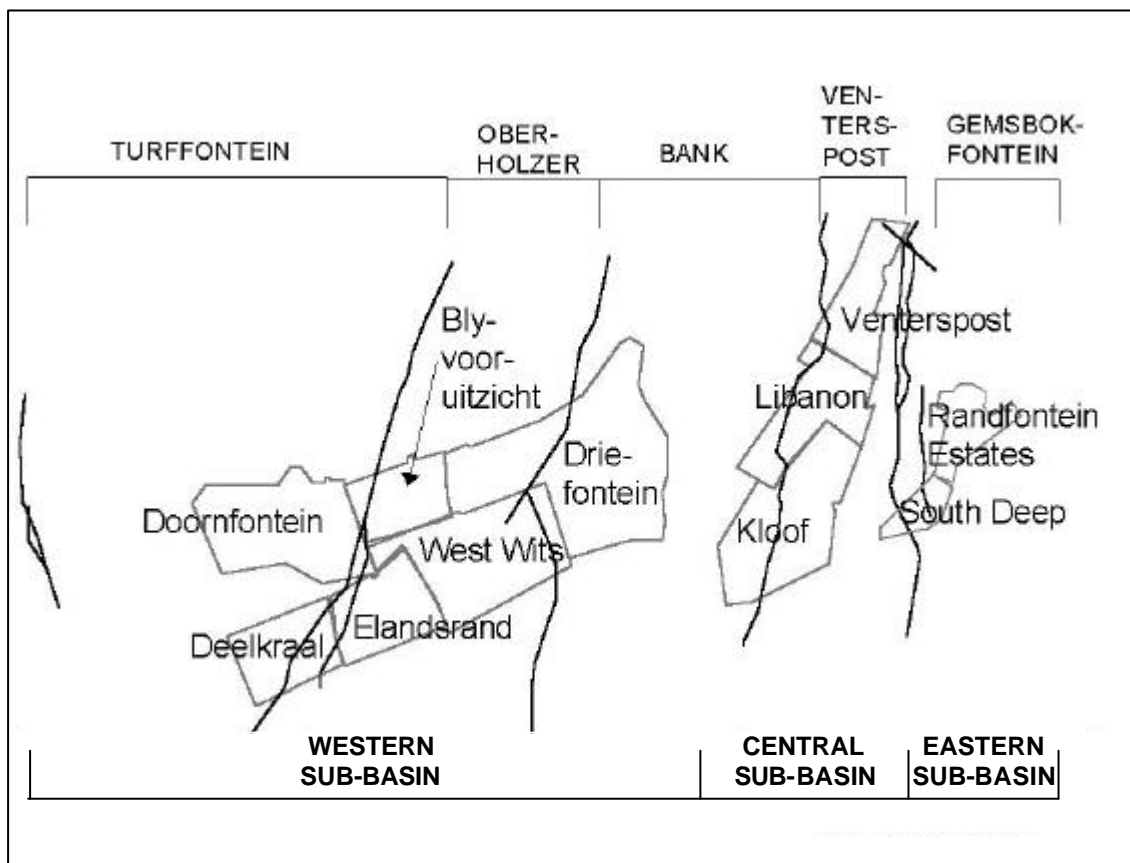 TURFFONTEIN
OBER-
HOLZER
BANK
VEN-
TERS-
POST
GEMSBOK-
FONTEIN
Bly-
voor-
uitzicht
Venterspost
Libanon
Randfontein
Estates
Drie-
fontein
Doornfontein
South Deep
West Wits
Kloof
Elandsrand
Deelkraal
WESTERN
SUB-BASIN
CENTRAL
SUB-BASIN
EASTERN
SUB-BASIN